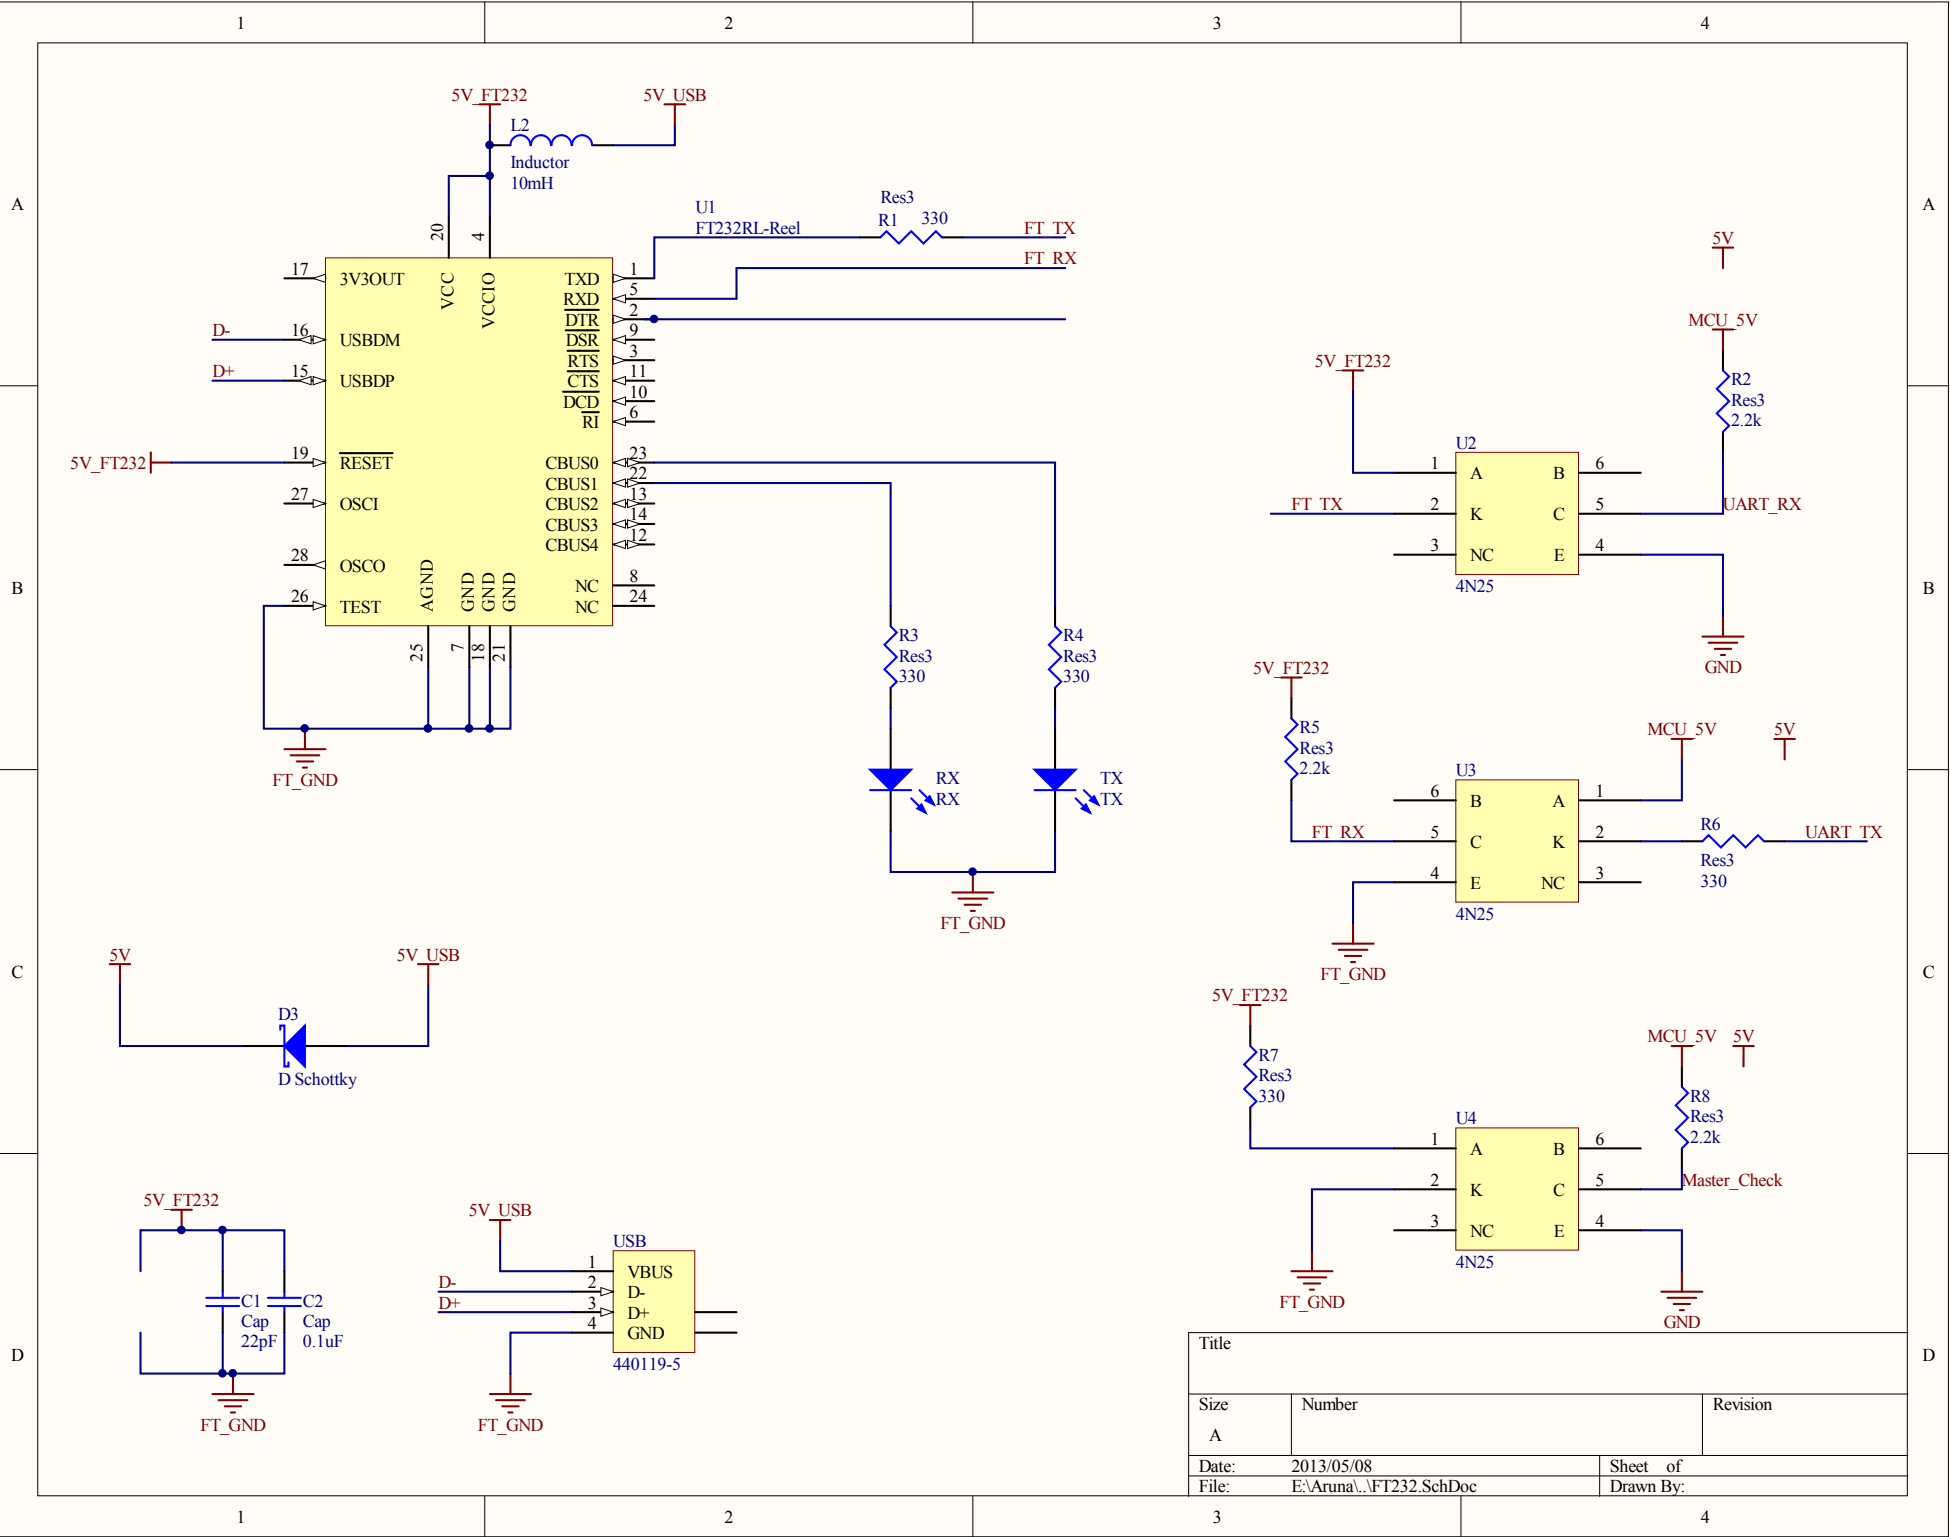 1 2 3 4
A
A
B
B
C
C
D
D
5V_FT232
5V_USB
L2
Inductor
10mH
U1
FT232RL-Reel
Res3
R1 330
FT_TX
FT_RX
20
4
VCC
VCCIO
17 3V3OUT
D- 16 USBDM
D+ 15 USBDP
5V_FT232 19 RESET
27 OSCI
28 OSCO
26 TEST
TXD 1
RXD 5
DTR 2
DSR 9
RTS 3
CTS 11
DCD 10
RI 6
CBUS0 23
CBUS1 22
CBUS2 13
CBUS3 14
CBUS4 12
NC 8
NC 24
AGND
GND
GND
GND
25
7
18
21
FT_GND
R3
Res3
330
R4
Res3
330
RX
RX
TX
TX
FT_GND
5V
MCU_5V
R2
Res3
2.2k
5V_FT232
U2
1 A B 6
FT_TX 2 K C 5 UART_RX
3 NC E 4
4N25
GND
5V_FT232
R5
Res3
2.2k
MCU_5V 5V
U3
6 B A 1
FT_RX 5 C K 2
4 E NC 3
4N25
R6
Res3
330
UART_TX
FT_GND
5V_FT232
R7
Res3
330
MCU_5V 5V
R8
Res3
2.2k
U4
1 A B 6
2 K C 5 Master_Check
3 NC E 4
4N25
FT_GND
GND
5V
5V_USB
D3
D Schottky
5V_FT232
C1
Cap
22pF
C2
Cap
0.1uF
FT_GND
5V_USB
USB
1 VBUS
D- 2 D-
D+ 3 D+
4 GND
440119-5
FT_GND
Title
Size Number Revision
A
Date: 2013/05/08 Sheet of
File: E:\Aruna\..\FT232.SchDoc Drawn By:
1 2 3 4